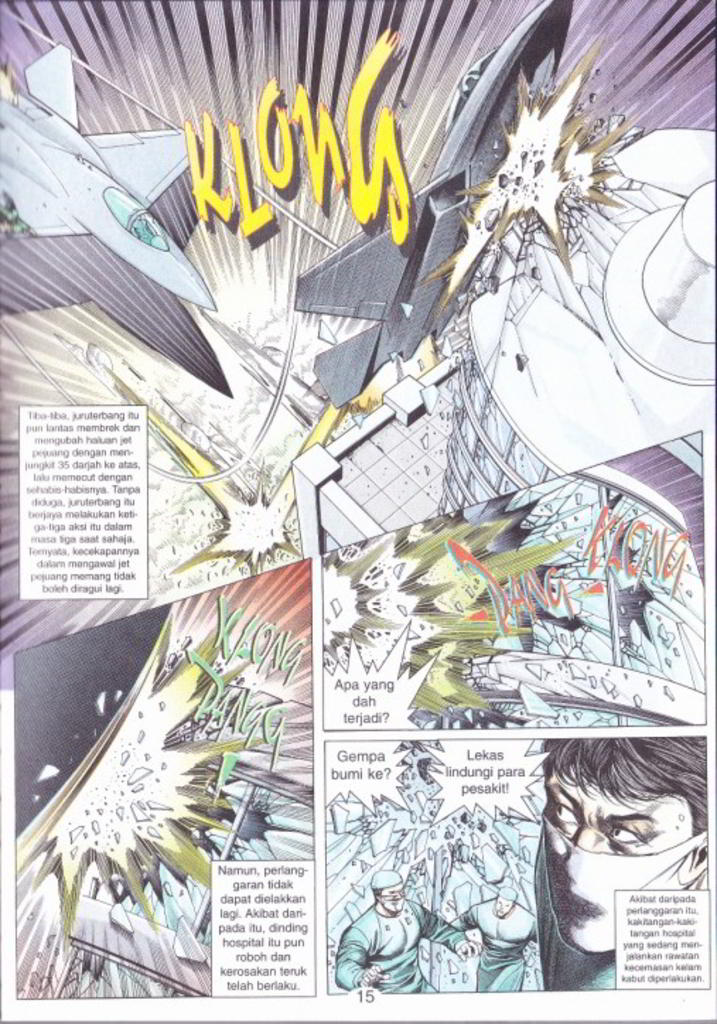 KLONG
Tiba-tiba, juruterbang itu
pun lantas membrek dan
mengubah haluan jet
pejuang dengan men-
jungkit 35 darjah ke atas,
lalu memecut dengan
sehabis-habisnya. Tanpa
diduga, juruterbang itu
berjaya melakukan keti-
ga-tiga aksi itu dalam
masa tiga saat sahaja.
Ternyata, kecekapannya
dalam mengawal jet
pejuang memang tidak
boleh diragui lagi.
DANG KLONG
Apa yang
dah
terjadi?
KLONG
DANGG
!
Namun, perlang-
garan tidak
dapat dielakkan
lagi. Akibat dari-
pada itu, dinding
hospital itu pun
roboh dan
kerosakan teruk
telah berlaku.
Gempa
bumi ke?
Lekas
lindungi para
pesakit!
Akibat daripada
perlanggaran itu,
kakitangan-kaki-
tangan hospital
yang sedang men-
jalankan rawatan
kecemasan kelam
kabut diperlakukan.
15